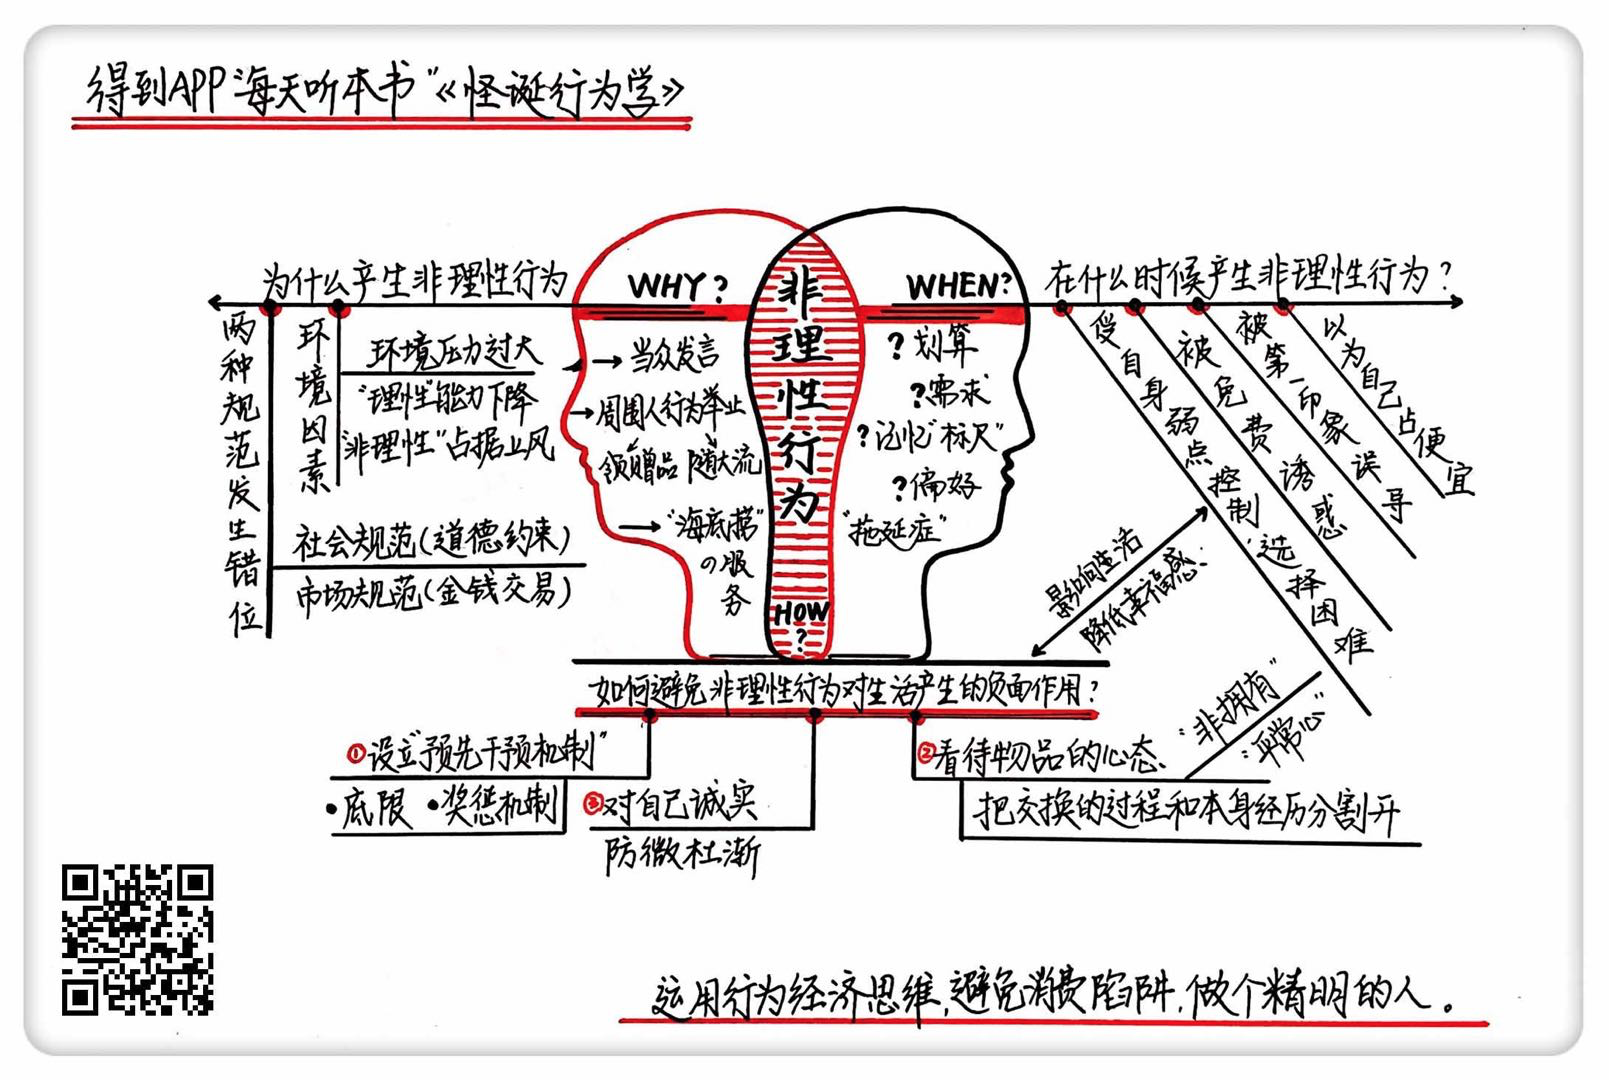 得到APP"海天听本书"《怪诞行为学》
为什么产生非理性行为
两种规范发生错位
环境因素
环境压力过大
"理性"能力下降
"非理性"占据上风
社会规范(道德约束)
市场规范(金钱交易)
WHY?
当众发言
周围人行为举止
领赠品 随大流
"海底捞"
の服务
非理性行为
HOW?
WHEN?
?划算
?需求
?记忆"标尺"
?偏好
"拖延症"
在什么时候产生非理性行为?
受自身弱点控制,选择困难
被免费诱惑
被第一印象误导
以为自己占便宜
影响生活
降低幸福感.
如何避免非理性行为对生活产生的负面作用?
①设立"预先干预机制"
•底限 •奖惩机制
③对自己诚实
防微杜渐
②看待物品的心态
"非拥有"
"平常心"
把交换的过程和本身经历分割开
运用行为经济思维,避免消费陷阱,做个精明的人。